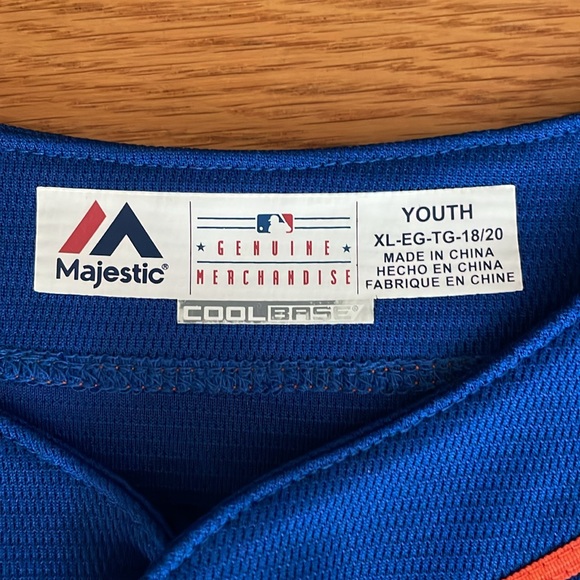 Majestic®
★ GENUINE ★
MERCHANDISE
COOLBASE®
YOUTH
XL-EG-TG-18/20
MADE IN CHINA
HECHO EN CHINA
FABRIQUE EN CHINE